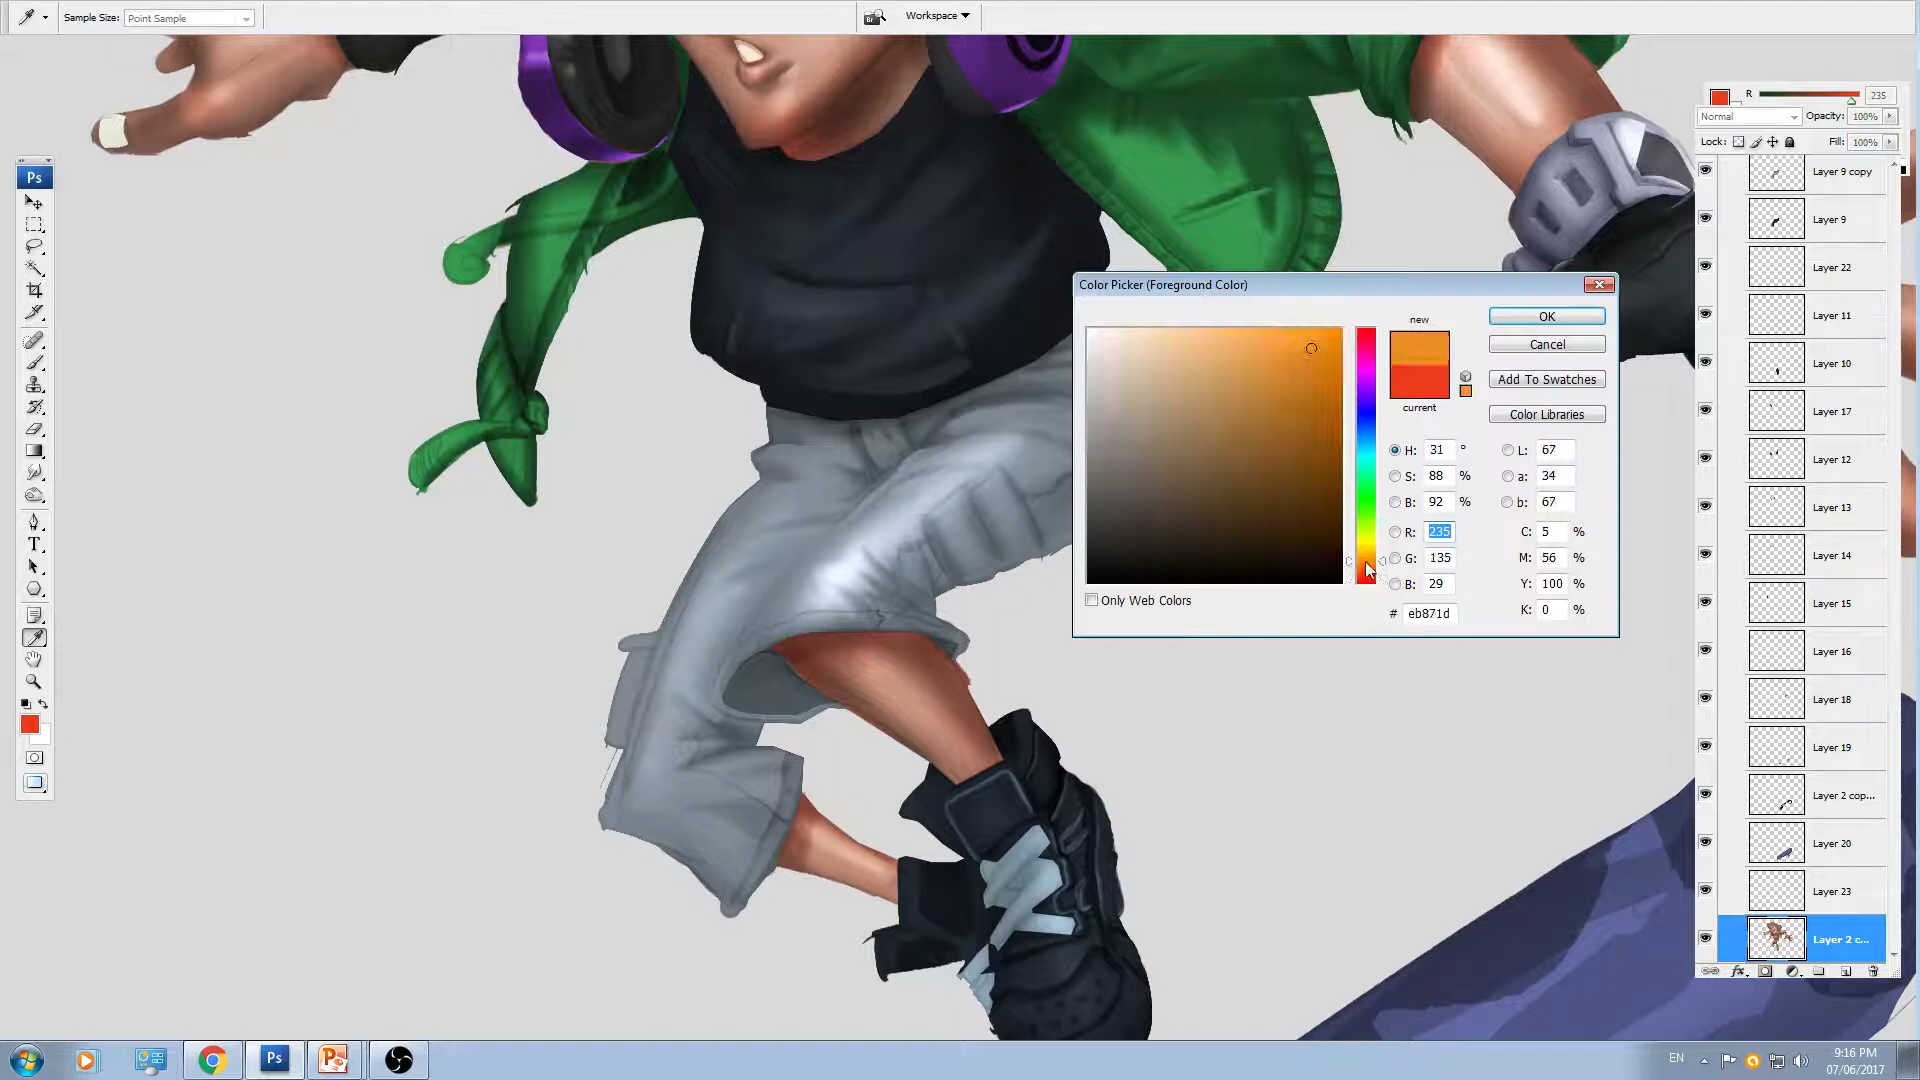 Sample Size: Point Sample
Workspace
R 235
Normal Opacity: 100%
Lock: Fill: 100%
Ps
T
Layer 9 copy
Layer 9
Layer 22
Layer 11
Layer 10
Layer 17
Layer 12
Layer 13
Layer 14
Layer 15
Layer 16
Layer 18
Layer 19
Layer 2 cop...
Layer 20
Layer 23
Layer 2 c...
Color Picker (Foreground Color)
new
current
OK
Cancel
Add To Swatches
Color Libraries
H: 31 °
S: 88 %
B: 92 %
R: 235
G: 135
B: 29
# eb871d
L: 67
a: 34
b: 67
C: 5 %
M: 56 %
Y: 100 %
K: 0 %
Only Web Colors
fx
Ps
EN
9:16 PM
07/06/2017